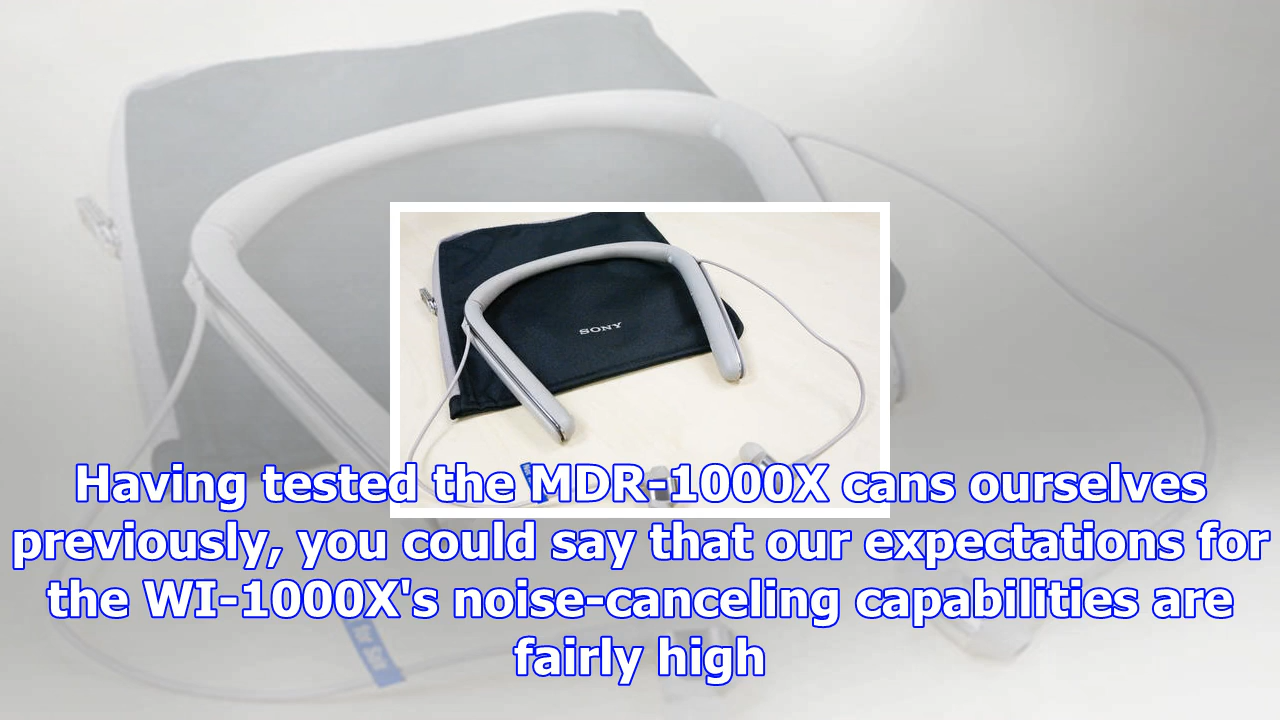 SONY
Having tested the MDR-1000X cans ourselves
previously, you could say that our expectations for
the WI-1000X's noise-canceling capabilities are
fairly high